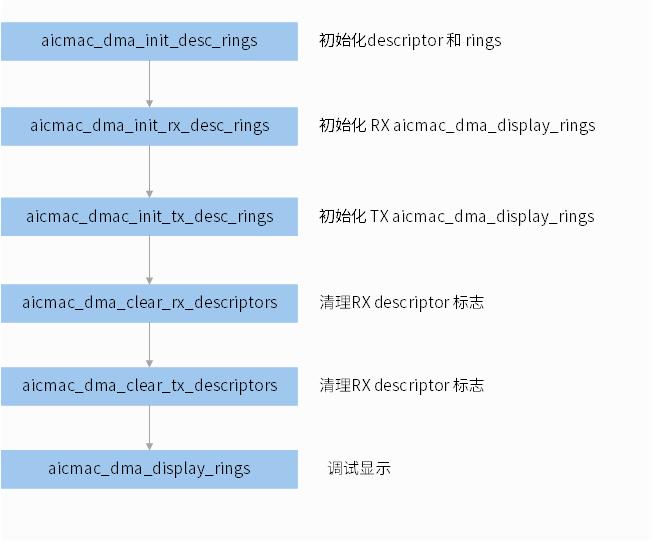 aicmac_dma_init_desc_rings 初始化descriptor 和 rings
aicmac_dma_init_rx_desc_rings 初始化 RX aicmac_dma_display_rings
aicmac_dmac_init_tx_desc_rings 初始化 TX aicmac_dma_display_rings
aicmac_dma_clear_rx_descriptors 清理RX descriptor 标志
aicmac_dma_clear_tx_descriptors 清理RX descriptor 标志
aicmac_dma_display_rings 调试显示